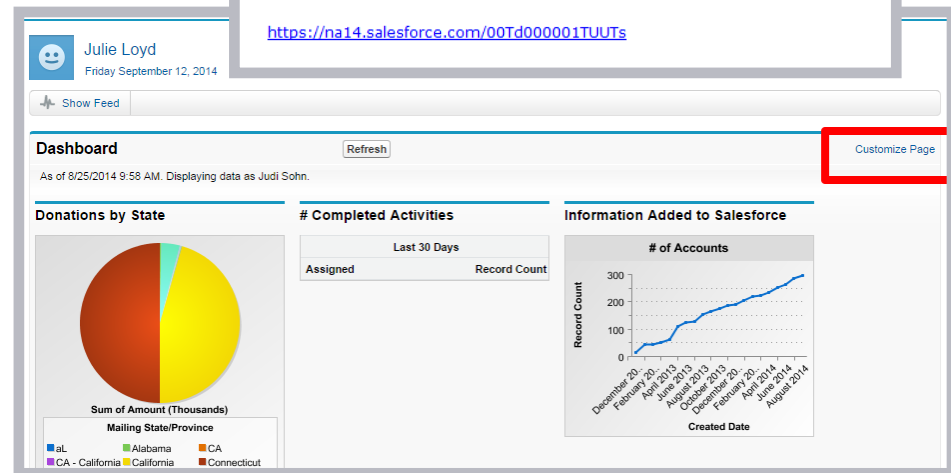 https://na14.salesforce.com/00Td000001TUUTs
Julie Loyd
Friday September 12, 2014
Show Feed
Dashboard
Refresh
Customize Page
As of 8/25/2014 9:58 AM. Displaying data as Judi Sohn.
Donations by State
# Completed Activities
Information Added to Salesforce
Last 30 Days
Assigned Record Count
# of Accounts
Record Count
300
200
100
0
December 20..
February 20..
April 2013
June 2013
August 2013
October 2013
December 20..
February 20..
April 2014
June 2014
August 2014
Created Date
Sum of Amount (Thousands)
Mailing State/Province
aL Alabama CA
CA - California California Connecticut